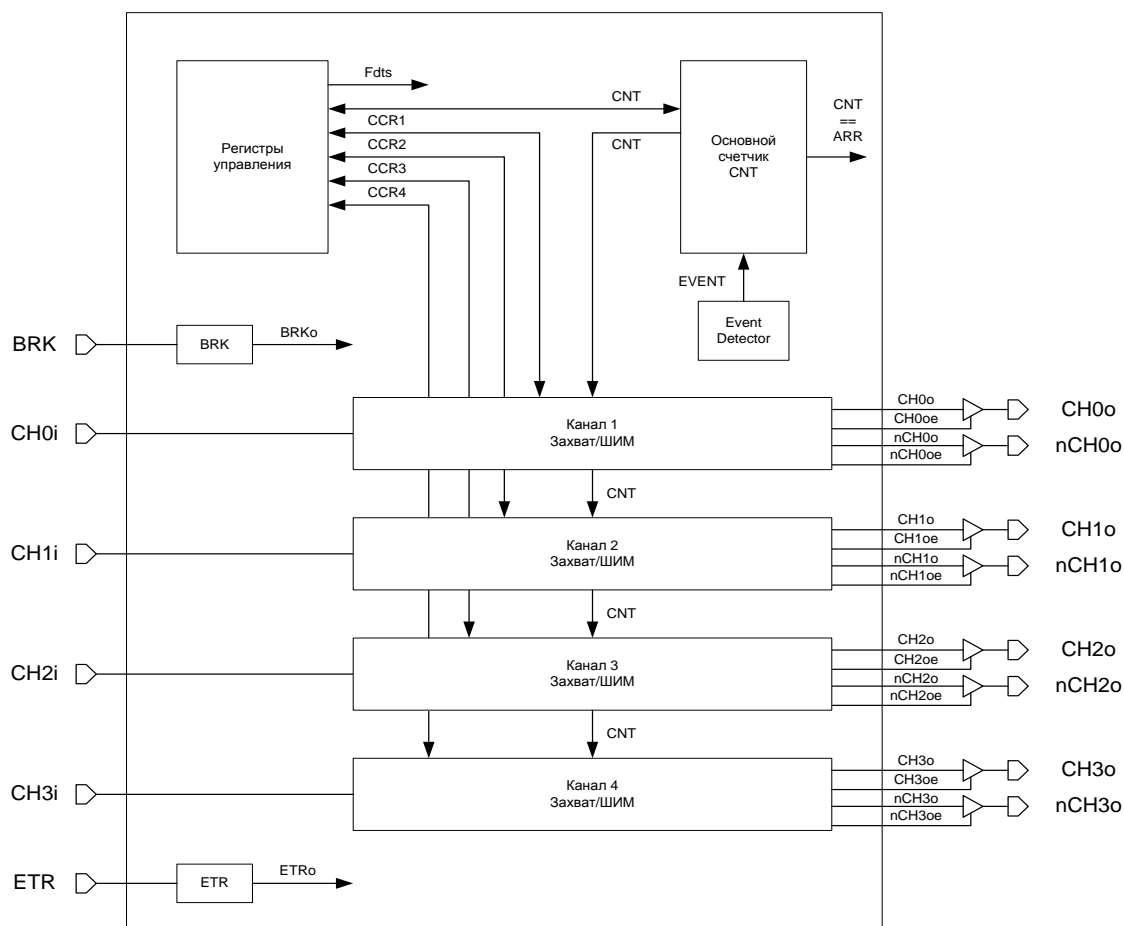 Fdts
CNT
CCR1
CNT
CCR2
CCR3
CCR4
Регистры
управления
Основной
счетчик
CNT
CNT
==
ARR
EVENT
Event
Detector
BRK
BRK
BRKo
CH0i
Канал 1
Захват/ШИМ
CH0o
CH0oe
nCH0o
nCH0oe
CH0o
nCH0o
CNT
CH1i
Канал 2
Захват/ШИМ
CH1o
CH1oe
nCH1o
nCH1oe
CH1o
nCH1o
CNT
CH2i
Канал 3
Захват/ШИМ
CH2o
CH2oe
nCH2o
nCH2oe
CH2o
nCH2o
CNT
CH3i
Канал 4
Захват/ШИМ
CH3o
CH3oe
nCH3o
nCH3oe
CH3o
nCH3o
ETR
ETR
ETRo